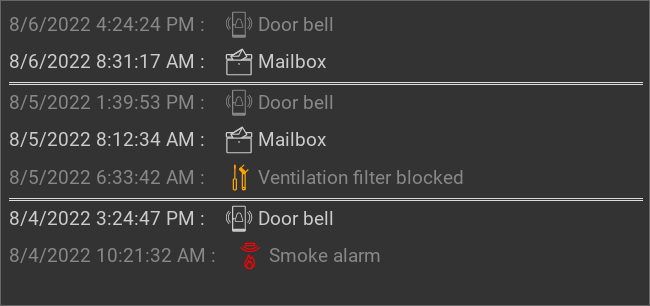 8/6/2022 4:24:24 PM : Door bell
8/6/2022 8:31:17 AM : Mailbox
8/5/2022 1:39:53 PM : Door bell
8/5/2022 8:12:34 AM : Mailbox
8/5/2022 6:33:42 AM : Ventilation filter blocked
8/4/2022 3:24:47 PM : Door bell
8/4/2022 10:21:32 AM : Smoke alarm